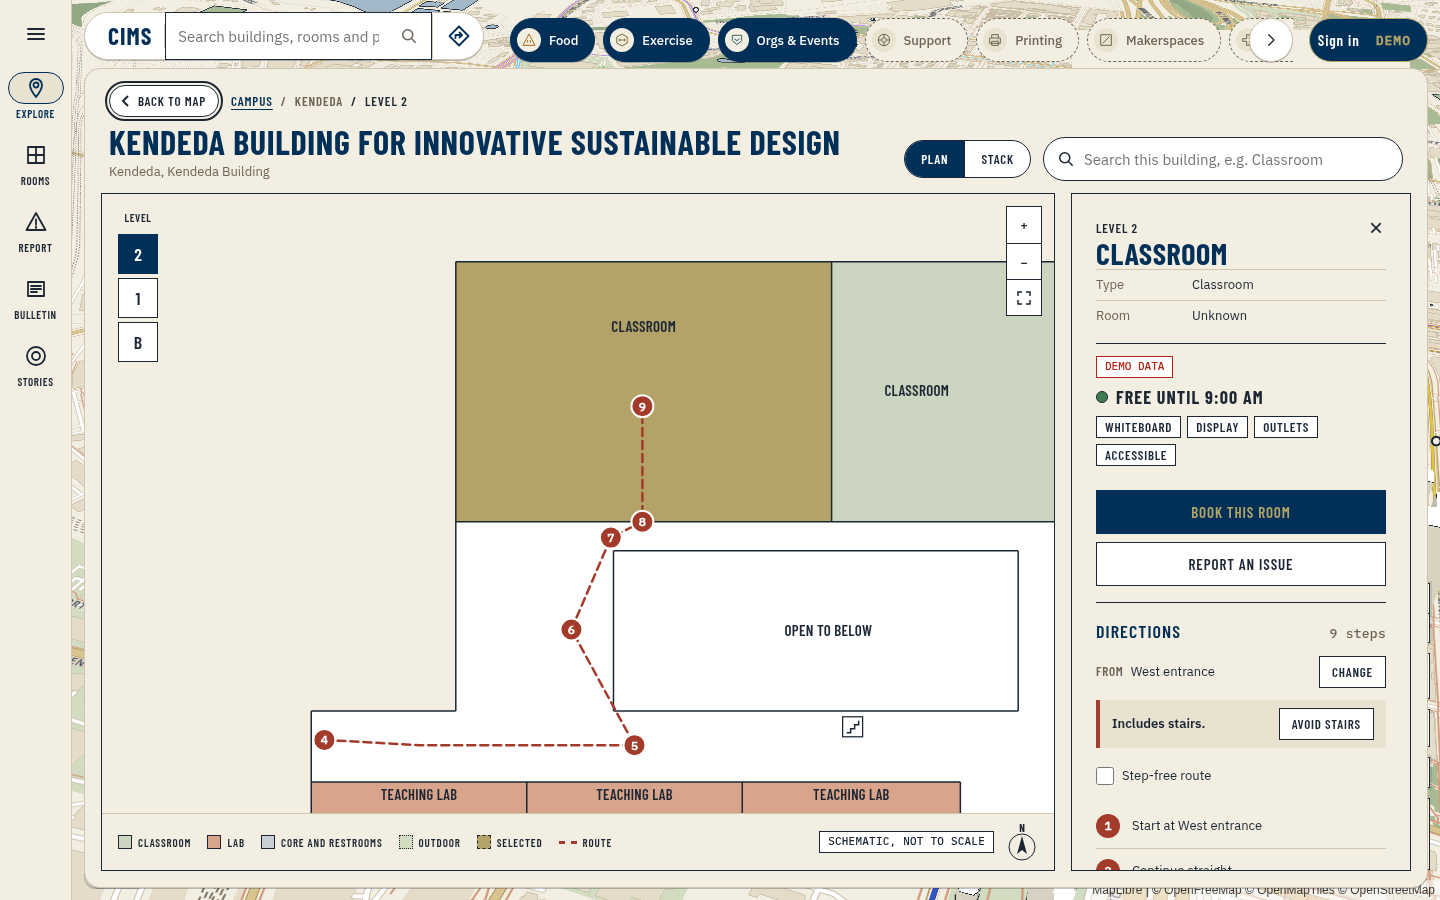 CIMS
Search buildings, rooms and p
Food
Exercise
Orgs & Events
Support
Printing
Makerspaces
Sign in DEMO
EXPLORE
ROOMS
REPORT
BULLETIN
STORIES
BACK TO MAP
CAMPUS / KENDEDA / LEVEL 2
KENDEDA BUILDING FOR INNOVATIVE SUSTAINABLE DESIGN
Kendeda, Kendeda Building
PLAN
STACK
Search this building, e.g. Classroom
LEVEL
2
1
B
+
−
CLASSROOM
CLASSROOM
9
8
7
6
OPEN TO BELOW
4
5
TEACHING LAB
TEACHING LAB
TEACHING LAB
CLASSROOM
LAB
CORE AND RESTROOMS
OUTDOOR
SELECTED
ROUTE
SCHEMATIC, NOT TO SCALE
N
LEVEL 2
CLASSROOM
Type Classroom
Room Unknown
DEMO DATA
FREE UNTIL 9:00 AM
WHITEBOARD
DISPLAY
OUTLETS
ACCESSIBLE
BOOK THIS ROOM
REPORT AN ISSUE
DIRECTIONS 9 steps
FROM West entrance
CHANGE
Includes stairs.
AVOID STAIRS
Step-free route
1 Start at West entrance
Continue straight
MapLibre | © OpenFreeMap © OpenMapTiles © OpenStreetMap